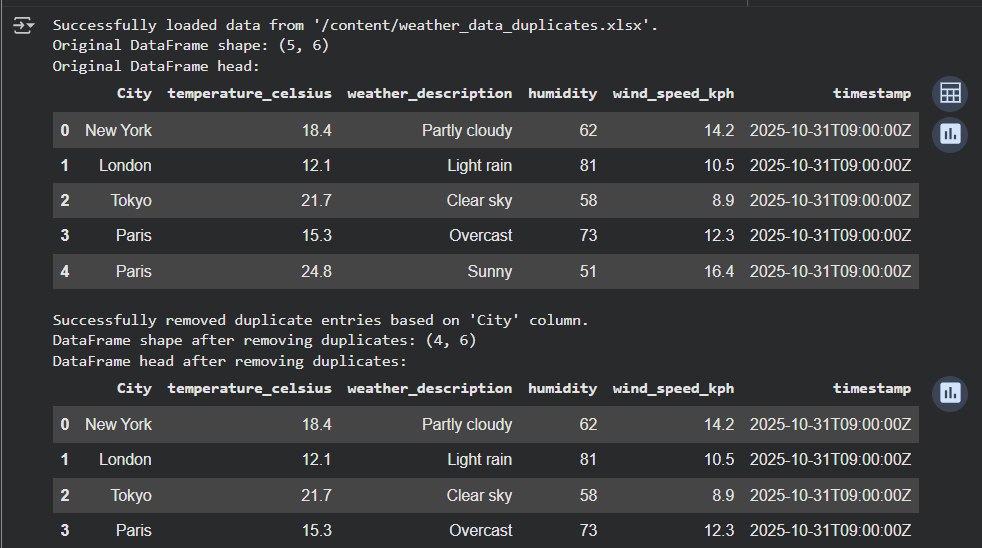 Successfully loaded data from '/content/weather_data_duplicates.xlsx'.
Original DataFrame shape: (5, 6)
Original DataFrame head:
City temperature_celsius weather_description humidity wind_speed_kph timestamp
0 New York 18.4 Partly cloudy 62 14.2 2025-10-31T09:00:00Z
1 London 12.1 Light rain 81 10.5 2025-10-31T09:00:00Z
2 Tokyo 21.7 Clear sky 58 8.9 2025-10-31T09:00:00Z
3 Paris 15.3 Overcast 73 12.3 2025-10-31T09:00:00Z
4 Paris 24.8 Sunny 51 16.4 2025-10-31T09:00:00Z
Successfully removed duplicate entries based on 'City' column.
DataFrame shape after removing duplicates: (4, 6)
DataFrame head after removing duplicates:
City temperature_celsius weather_description humidity wind_speed_kph timestamp
0 New York 18.4 Partly cloudy 62 14.2 2025-10-31T09:00:00Z
1 London 12.1 Light rain 81 10.5 2025-10-31T09:00:00Z
2 Tokyo 21.7 Clear sky 58 8.9 2025-10-31T09:00:00Z
3 Paris 15.3 Overcast 73 12.3 2025-10-31T09:00:00Z